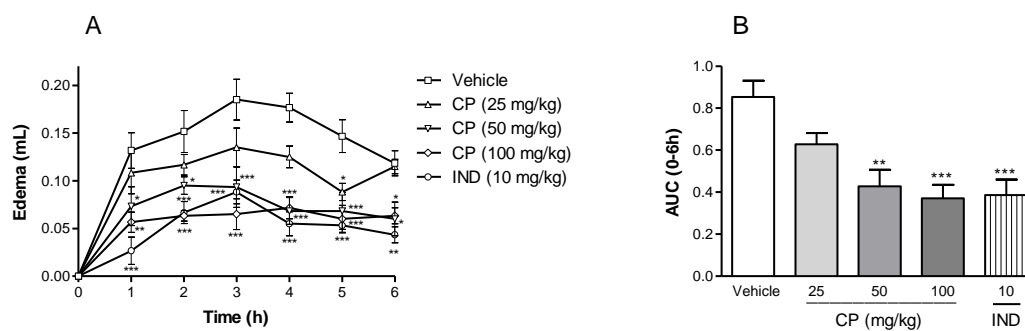 A
Edema (mL)
0.20
0.15
0.10
0.05
0.00
0 1 2 3 4 5 6
Time (h)
* * *** ***
*** *** * *
** *** *** *** *
*** *** *** *** *** **
Vehicle
CP (25 mg/kg)
CP (50 mg/kg)
CP (100 mg/kg)
IND (10 mg/kg)
B
AUC (0-6h)
1.0
0.8
0.6
0.4
0.2
0.0
** *** ***
Vehicle 25 50 100 10
CP (mg/kg) IND